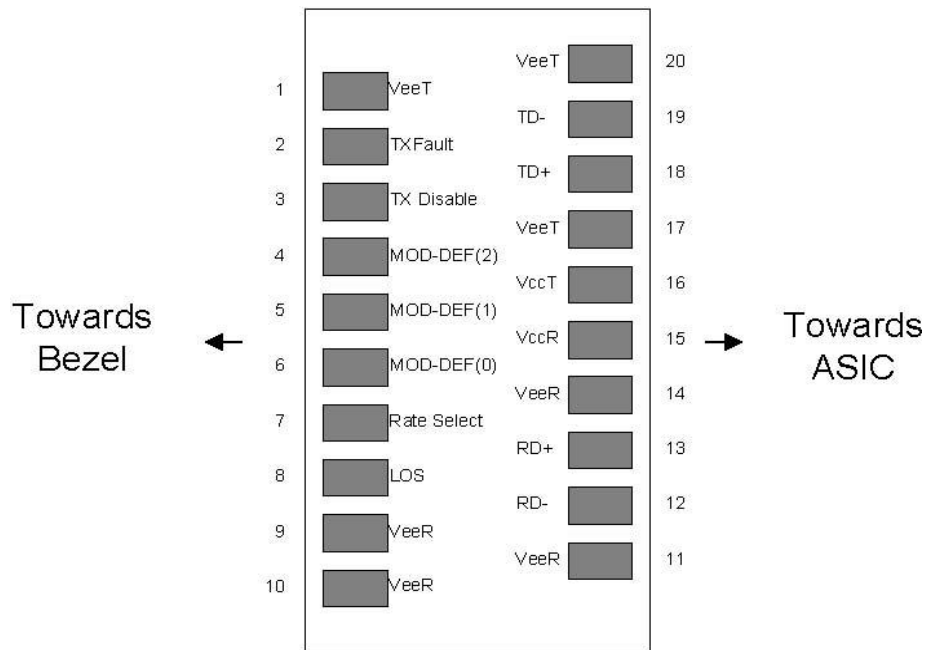 Towards
Bezel
1 VeeT
2 TXFault
3 TX Disable
4 MOD-DEF(2)
5 MOD-DEF(1)
6 MOD-DEF(0)
7 Rate Select
8 LOS
9 VeeR
10 VeeR
VeeT 20
TD- 19
TD+ 18
VeeT 17
VccT 16
VccR 15
VeeR 14
RD+ 13
RD- 12
VeeR 11
Towards
ASIC